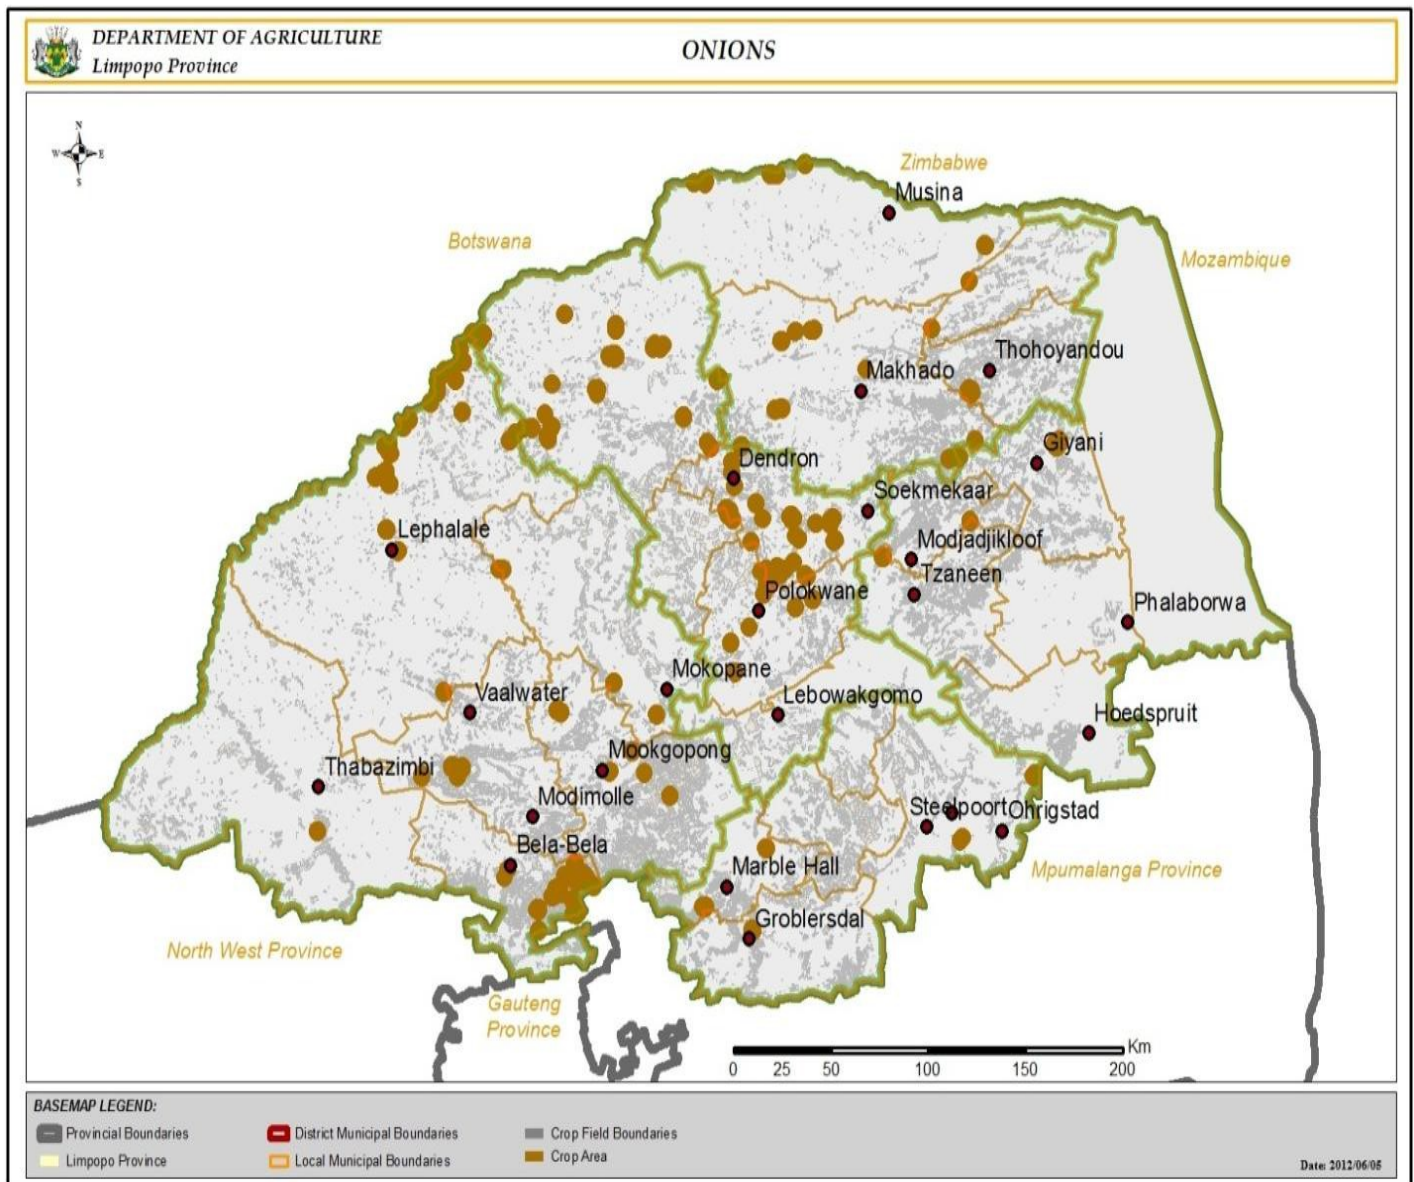 DEPARTMENT OF AGRICULTURE
Limpopo Province
ONIONS
N
W E
S
Zimbabwe
Musina
Botswana
Mozambique
Thohoyandou
Makhado
Giyani
Dendron
Soekmekaar
Lephalale
Modjadjikloof
Tzaneen
Polokwane
Phalaborwa
Mokopane
Vaalwater
Lebowakgomo
Hoedspruit
Mookgopong
Thabazimbi
Modimolle
Steelpoort
Ohrigstad
Bela-Bela
Marble Hall
Mpumalanga Province
Groblersdal
North West Province
Gauteng
Province
Km
0 25 50 100 150 200
BASEMAP LEGEND:
Provincial Boundaries
District Municipal Boundaries
Crop Field Boundaries
Limpopo Province
Local Municipal Boundaries
Crop Area
Date: 2012/06/05